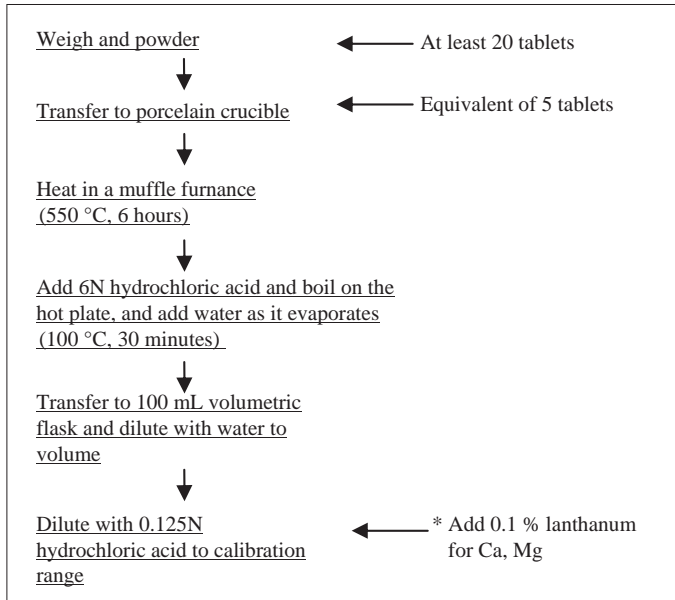 Weigh and powder
At least 20 tablets
Transfer to porcelain crucible
Equivalent of 5 tablets
Heat in a muffle furnance
(550 °C, 6 hours)
Add 6N hydrochloric acid and boil on the
hot plate, and add water as it evaporates
(100 °C, 30 minutes)
Transfer to 100 mL volumetric
flask and dilute with water to
volume
Dilute with 0.125N
hydrochloric acid to calibration
range
* Add 0.1 % lanthanum
for Ca, Mg